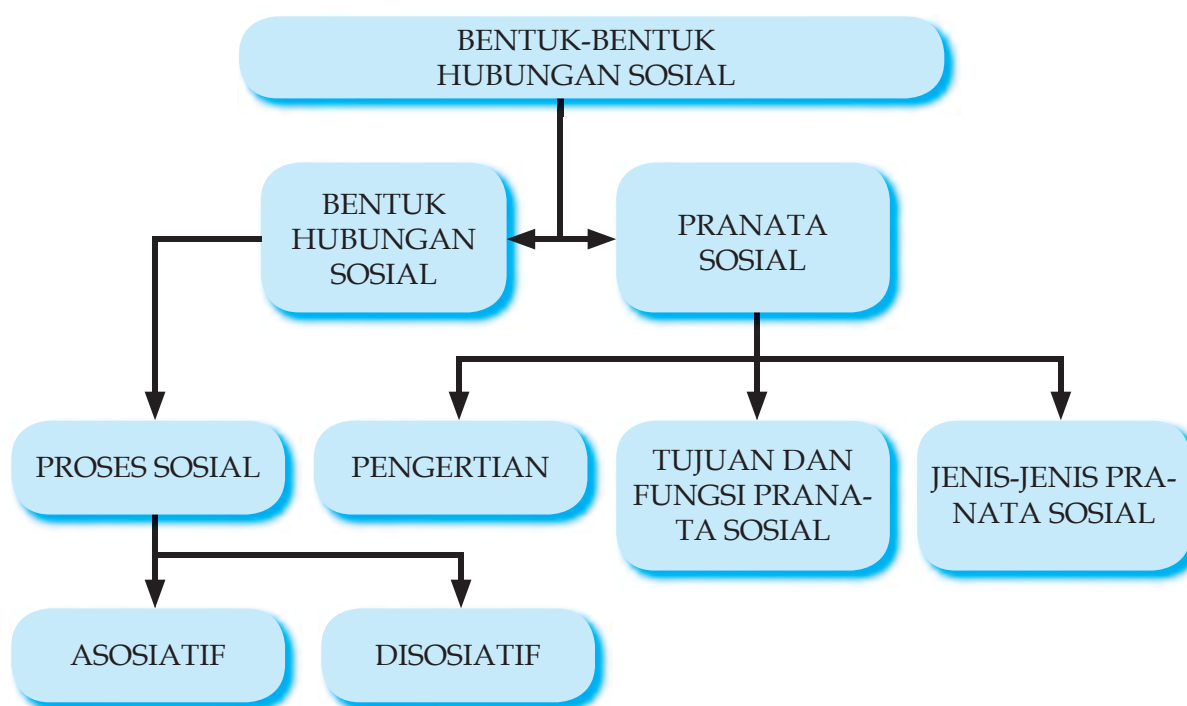 BENTUK-BENTUK
HUBUNGAN SOSIAL
BENTUK
HUBUNGAN
SOSIAL
PRANATA
SOSIAL
PROSES SOSIAL
PENGERTIAN
TUJUAN DAN
FUNGSI PRANA-
TA SOSIAL
JENIS-JENIS PRA-
NATA SOSIAL
ASOSIATIF
DISOSIATIF